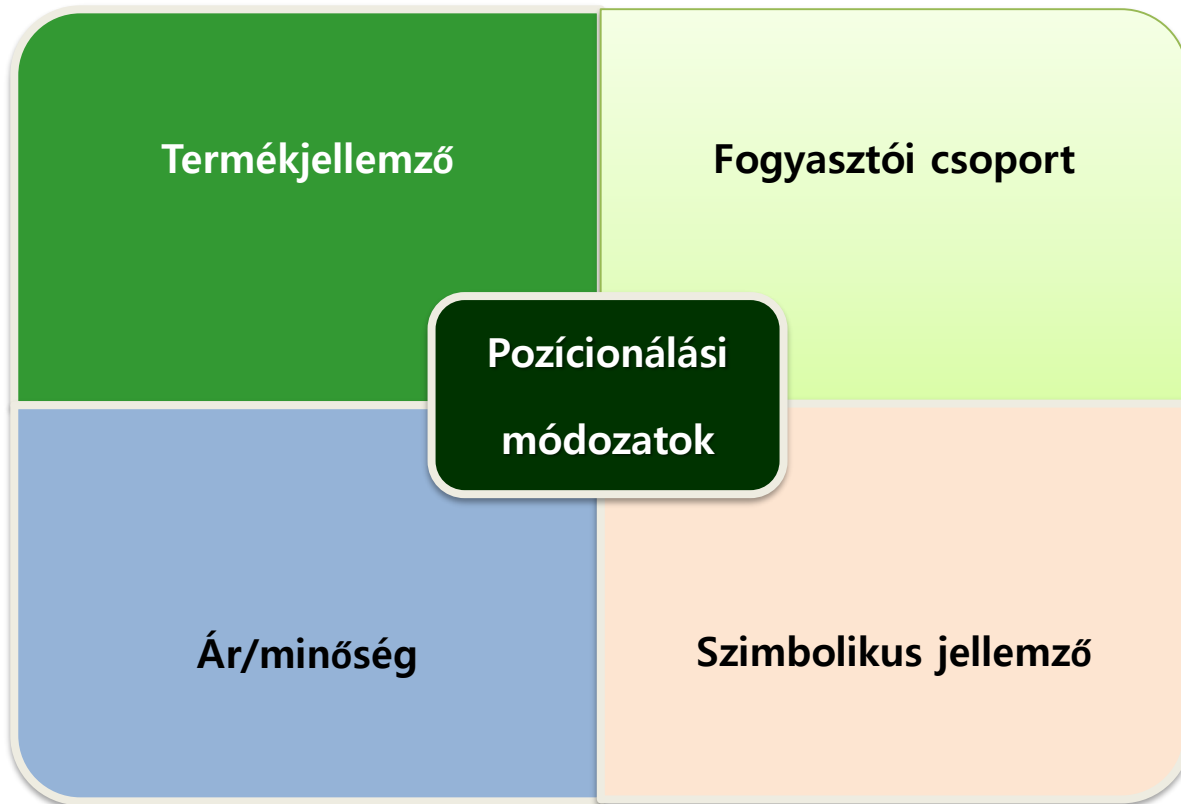 Termékjellemző
Fogyasztói csoport
Pozícionálási
módozatok
Ár/minőség
Szimbolikus jellemző